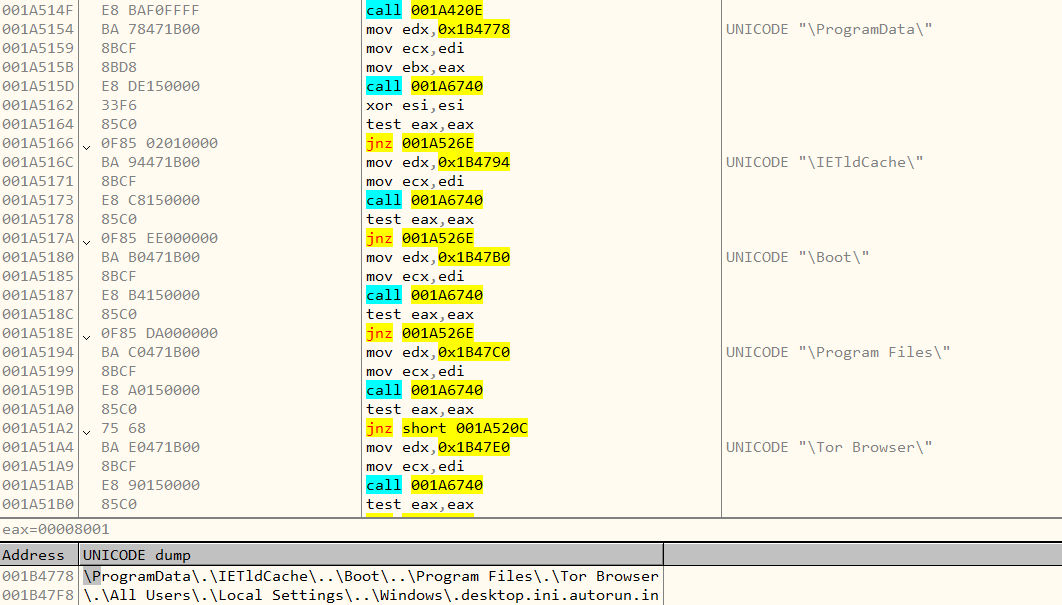 001A514F E8 BAF0FFFF call 001A420E
001A5154 BA 78471B00 mov edx,0x1B4778 UNICODE "\ProgramData\"
001A5159 8BCF mov ecx,edi
001A515B 8BD8 mov ebx,eax
001A515D E8 DE150000 call 001A6740
001A5162 33F6 xor esi,esi
001A5164 85C0 test eax,eax
001A5166 0F85 02010000 jnz 001A526E
001A516C BA 94471B00 mov edx,0x1B4794 UNICODE "\IETldCache\"
001A5171 8BCF mov ecx,edi
001A5173 E8 C8150000 call 001A6740
001A5178 85C0 test eax,eax
001A517A 0F85 EE000000 jnz 001A526E
001A5180 BA B0471B00 mov edx,0x1B47B0 UNICODE "\Boot\"
001A5185 8BCF mov ecx,edi
001A5187 E8 B4150000 call 001A6740
001A518C 85C0 test eax,eax
001A518E 0F85 DA000000 jnz 001A526E
001A5194 BA C0471B00 mov edx,0x1B47C0 UNICODE "\Program Files\"
001A5199 8BCF mov ecx,edi
001A519B E8 A0150000 call 001A6740
001A51A0 85C0 test eax,eax
001A51A2 75 68 jnz short 001A520C
001A51A4 BA E0471B00 mov edx,0x1B47E0 UNICODE "\Tor Browser\"
001A51A9 8BCF mov ecx,edi
001A51AB E8 90150000 call 001A6740
001A51B0 85C0 test eax,eax
eax=00008001
Address UNICODE dump
001B4778 \ProgramData\.\IETldCache\..\Boot\..\Program Files\.\Tor Browser
001B47F8 \.\All Users\.\Local Settings\..\Windows\.desktop.ini.autorun.in